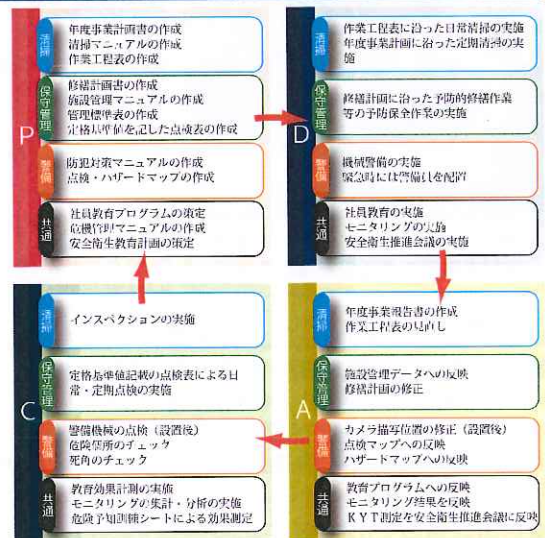 P
清掃
年度事業計画書の作成
清掃マニュアルの作成
作業工程表の作成
保守管理
修繕計画書の作成
施設管理マニュアルの作成
管理標準表の作成
定格基準値を記した点検表の作成
警備
防犯対策マニュアルの作成
点検・ハザードマップの作成
共通
社員教育プログラムの策定
危機管理マニュアルの作成
安全衛生教育計画の策定
D
清掃
作業工程表に沿った日常清掃の実施
年度事業計画に沿った定期清掃の実
施
保守管理
修繕計画に沿った予防的修繕作業
等の予防保全作業の実施
警備
機械警備の実施
緊急時には警備員を配置
共通
社員教育の実施
モニタリングの実施
安全衛生推進会議の実施
C
清掃
インスペクションの実施
保守管理
定格基準値記載の点検表による日
常・定期点検の実施
警備
警備機械の点検（設置後）
危険個所のチェック
死角のチェック
共通
教育効果計測の実施
モニタリングの集計・分析の実施
危険予知訓練シートによる効果測定
A
清掃
年度事業報告書の作成
作業工程表の見直し
保守管理
施設管理データへの反映
修繕計画の修正
警備
カメラ描写位置の修正（設置後）
点検マップへの反映
ハザードマップへの反映
共通
教育プログラムへの反映
モニタリング結果を反映
ＫＹＴ測定を安全衛生推進会議に反映